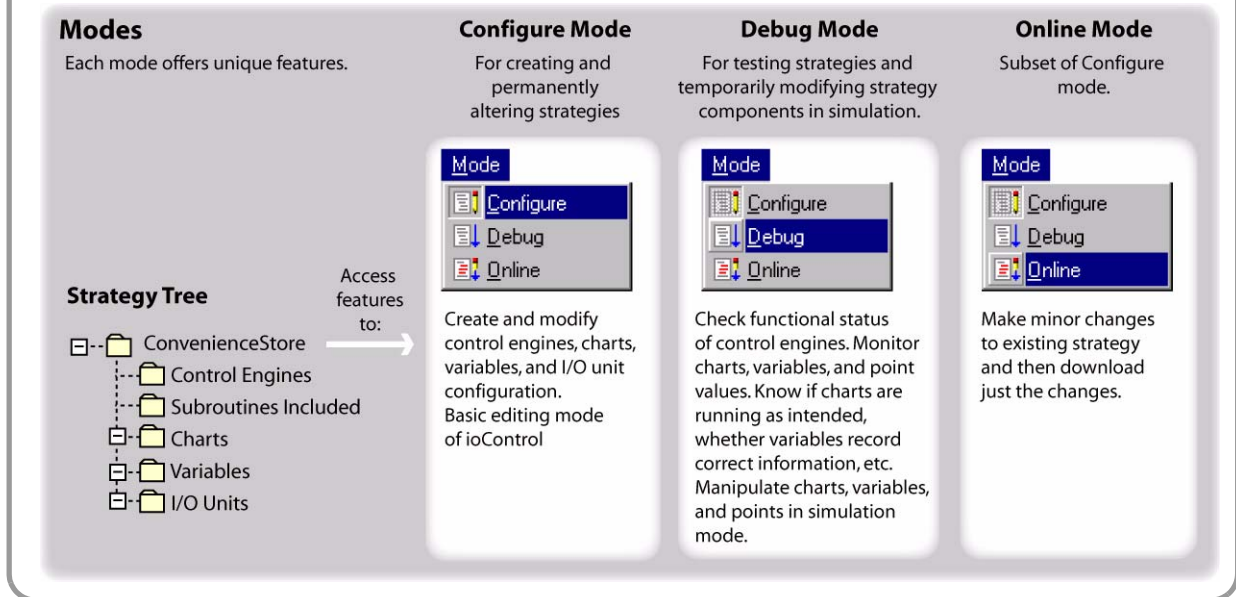 Modes
Each mode offers unique features.
Configure Mode
For creating and
permanently
altering strategies
Debug Mode
For testing strategies and
temporarily modifying strategy
components in simulation.
Online Mode
Subset of Configure
mode.
Strategy Tree
ConvenienceStore
Control Engines
Subroutines Included
Charts
Variables
I/O Units
Access
features
to:
Mode
Configure
Debug
Online
Create and modify
control engines, charts,
variables, and I/O unit
configuration.
Basic editing mode
of ioControl
Mode
Configure
Debug
Online
Check functional status
of control engines. Monitor
charts, variables, and point
values. Know if charts are
running as intended,
whether variables record
correct information, etc.
Manipulate charts, variables,
and points in simulation
mode.
Mode
Configure
Debug
Online
Make minor changes
to existing strategy
and then download
just the changes.